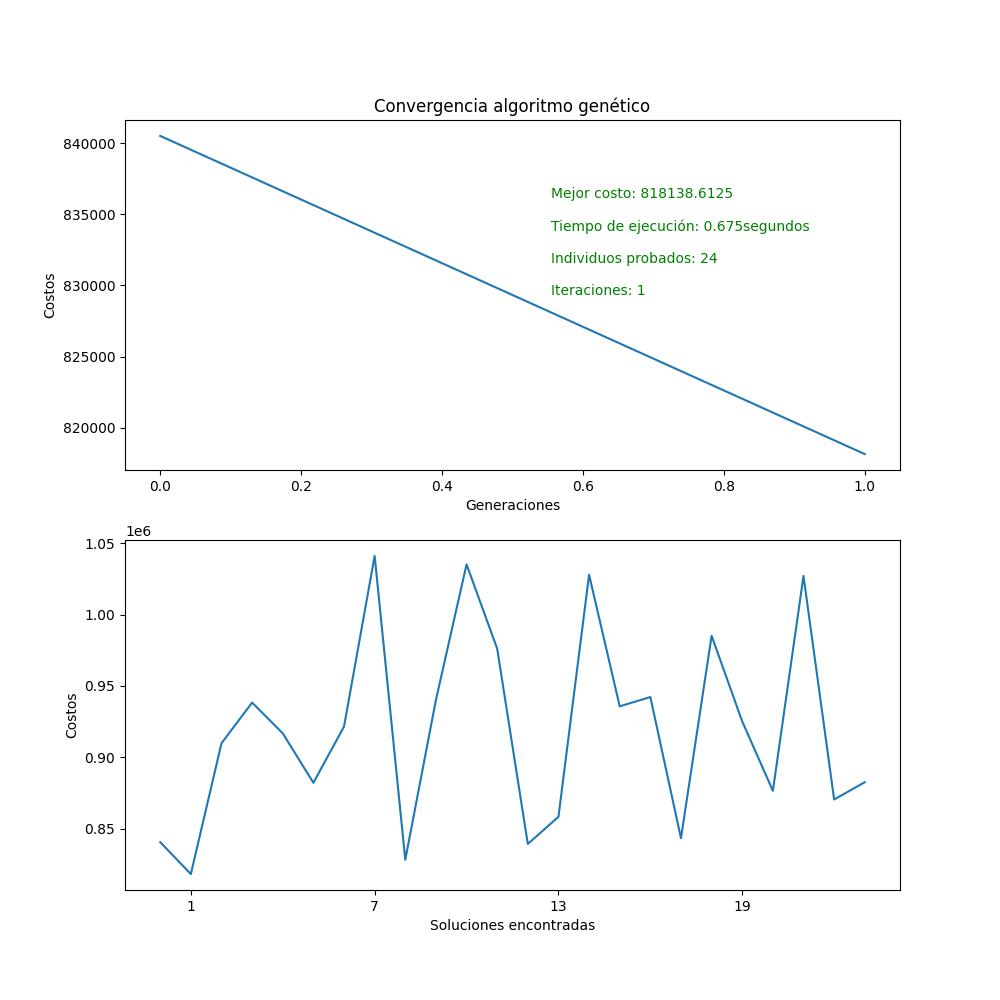 Convergencia algoritmo genético
840000
835000
830000
825000
820000
Costos
Mejor costo: 818138.6125
Tiempo de ejecución: 0.675segundos
Individuos probados: 24
Iteraciones: 1
0.0 0.2 0.4 0.6 0.8 1.0
Generaciones
1e6
1.05
1.00
0.95
0.90
0.85
Costos
1 7 13 19
Soluciones encontradas